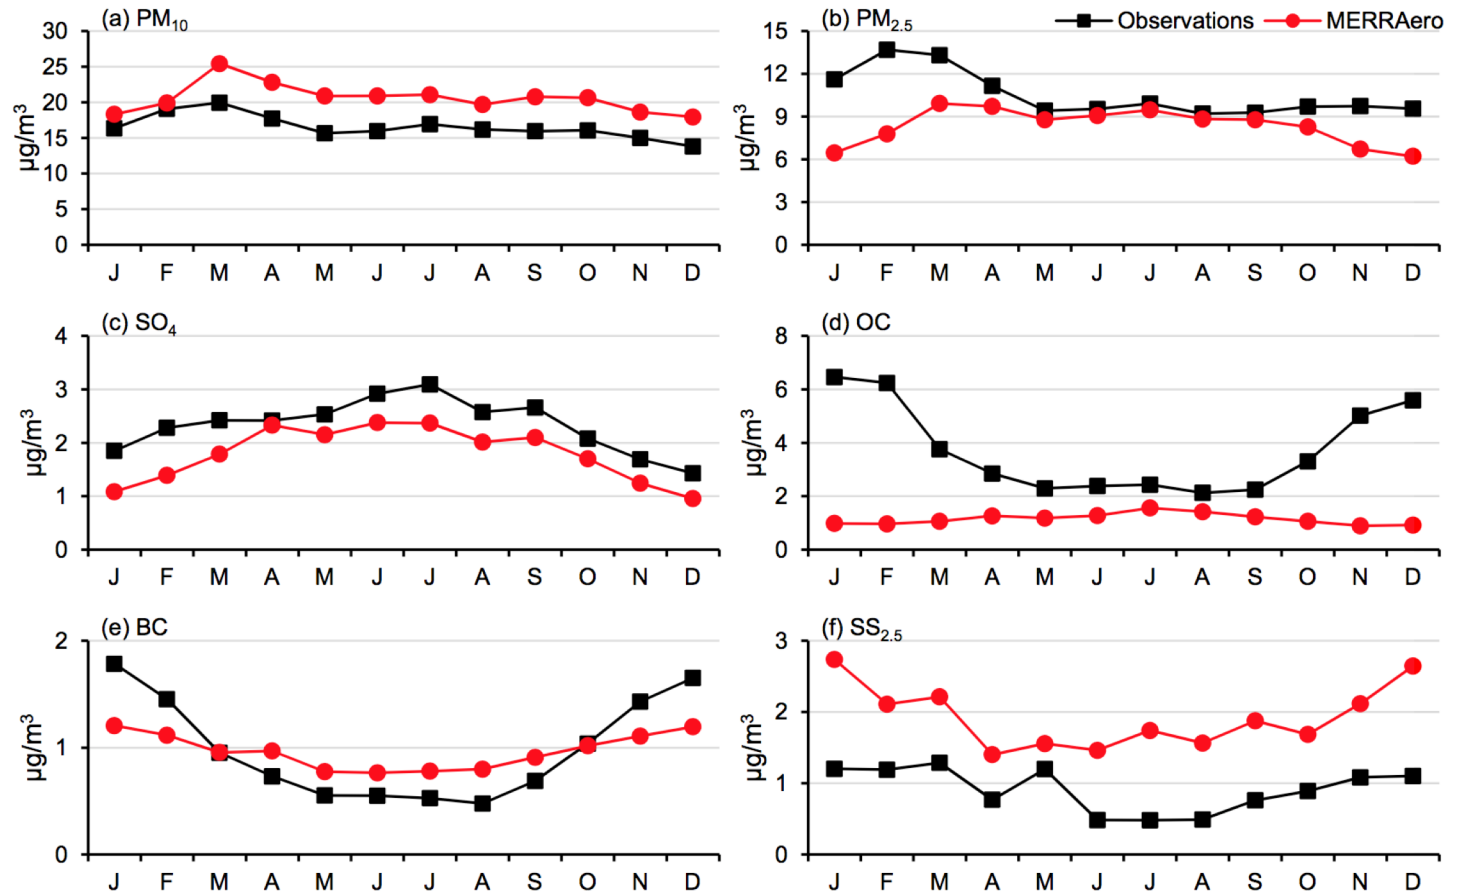 (a) PM10
30
25
20
15
10
5
0
µg/m3
J F M A M J J A S O N D
(b) PM2.5
Observations
MERRAero
15
12
9
6
3
0
µg/m3
J F M A M J J A S O N D
(c) SO4
4
3
2
1
0
µg/m3
J F M A M J J A S O N D
(d) OC
8
6
4
2
0
µg/m3
J F M A M J J A S O N D
(e) BC
2
1
0
µg/m3
J F M A M J J A S O N D
(f) SS2.5
3
2
1
0
µg/m3
J F M A M J J A S O N D